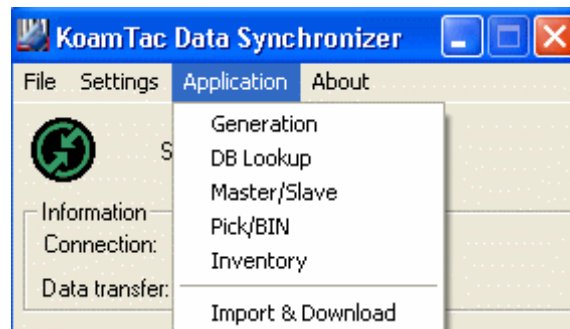 KoamTac Data Synchronizer
File Settings Application About
Generation
DB Lookup
Master/Slave
Pick/BIN
Inventory
Import & Download
S
Information
Connection:
Data transfer: